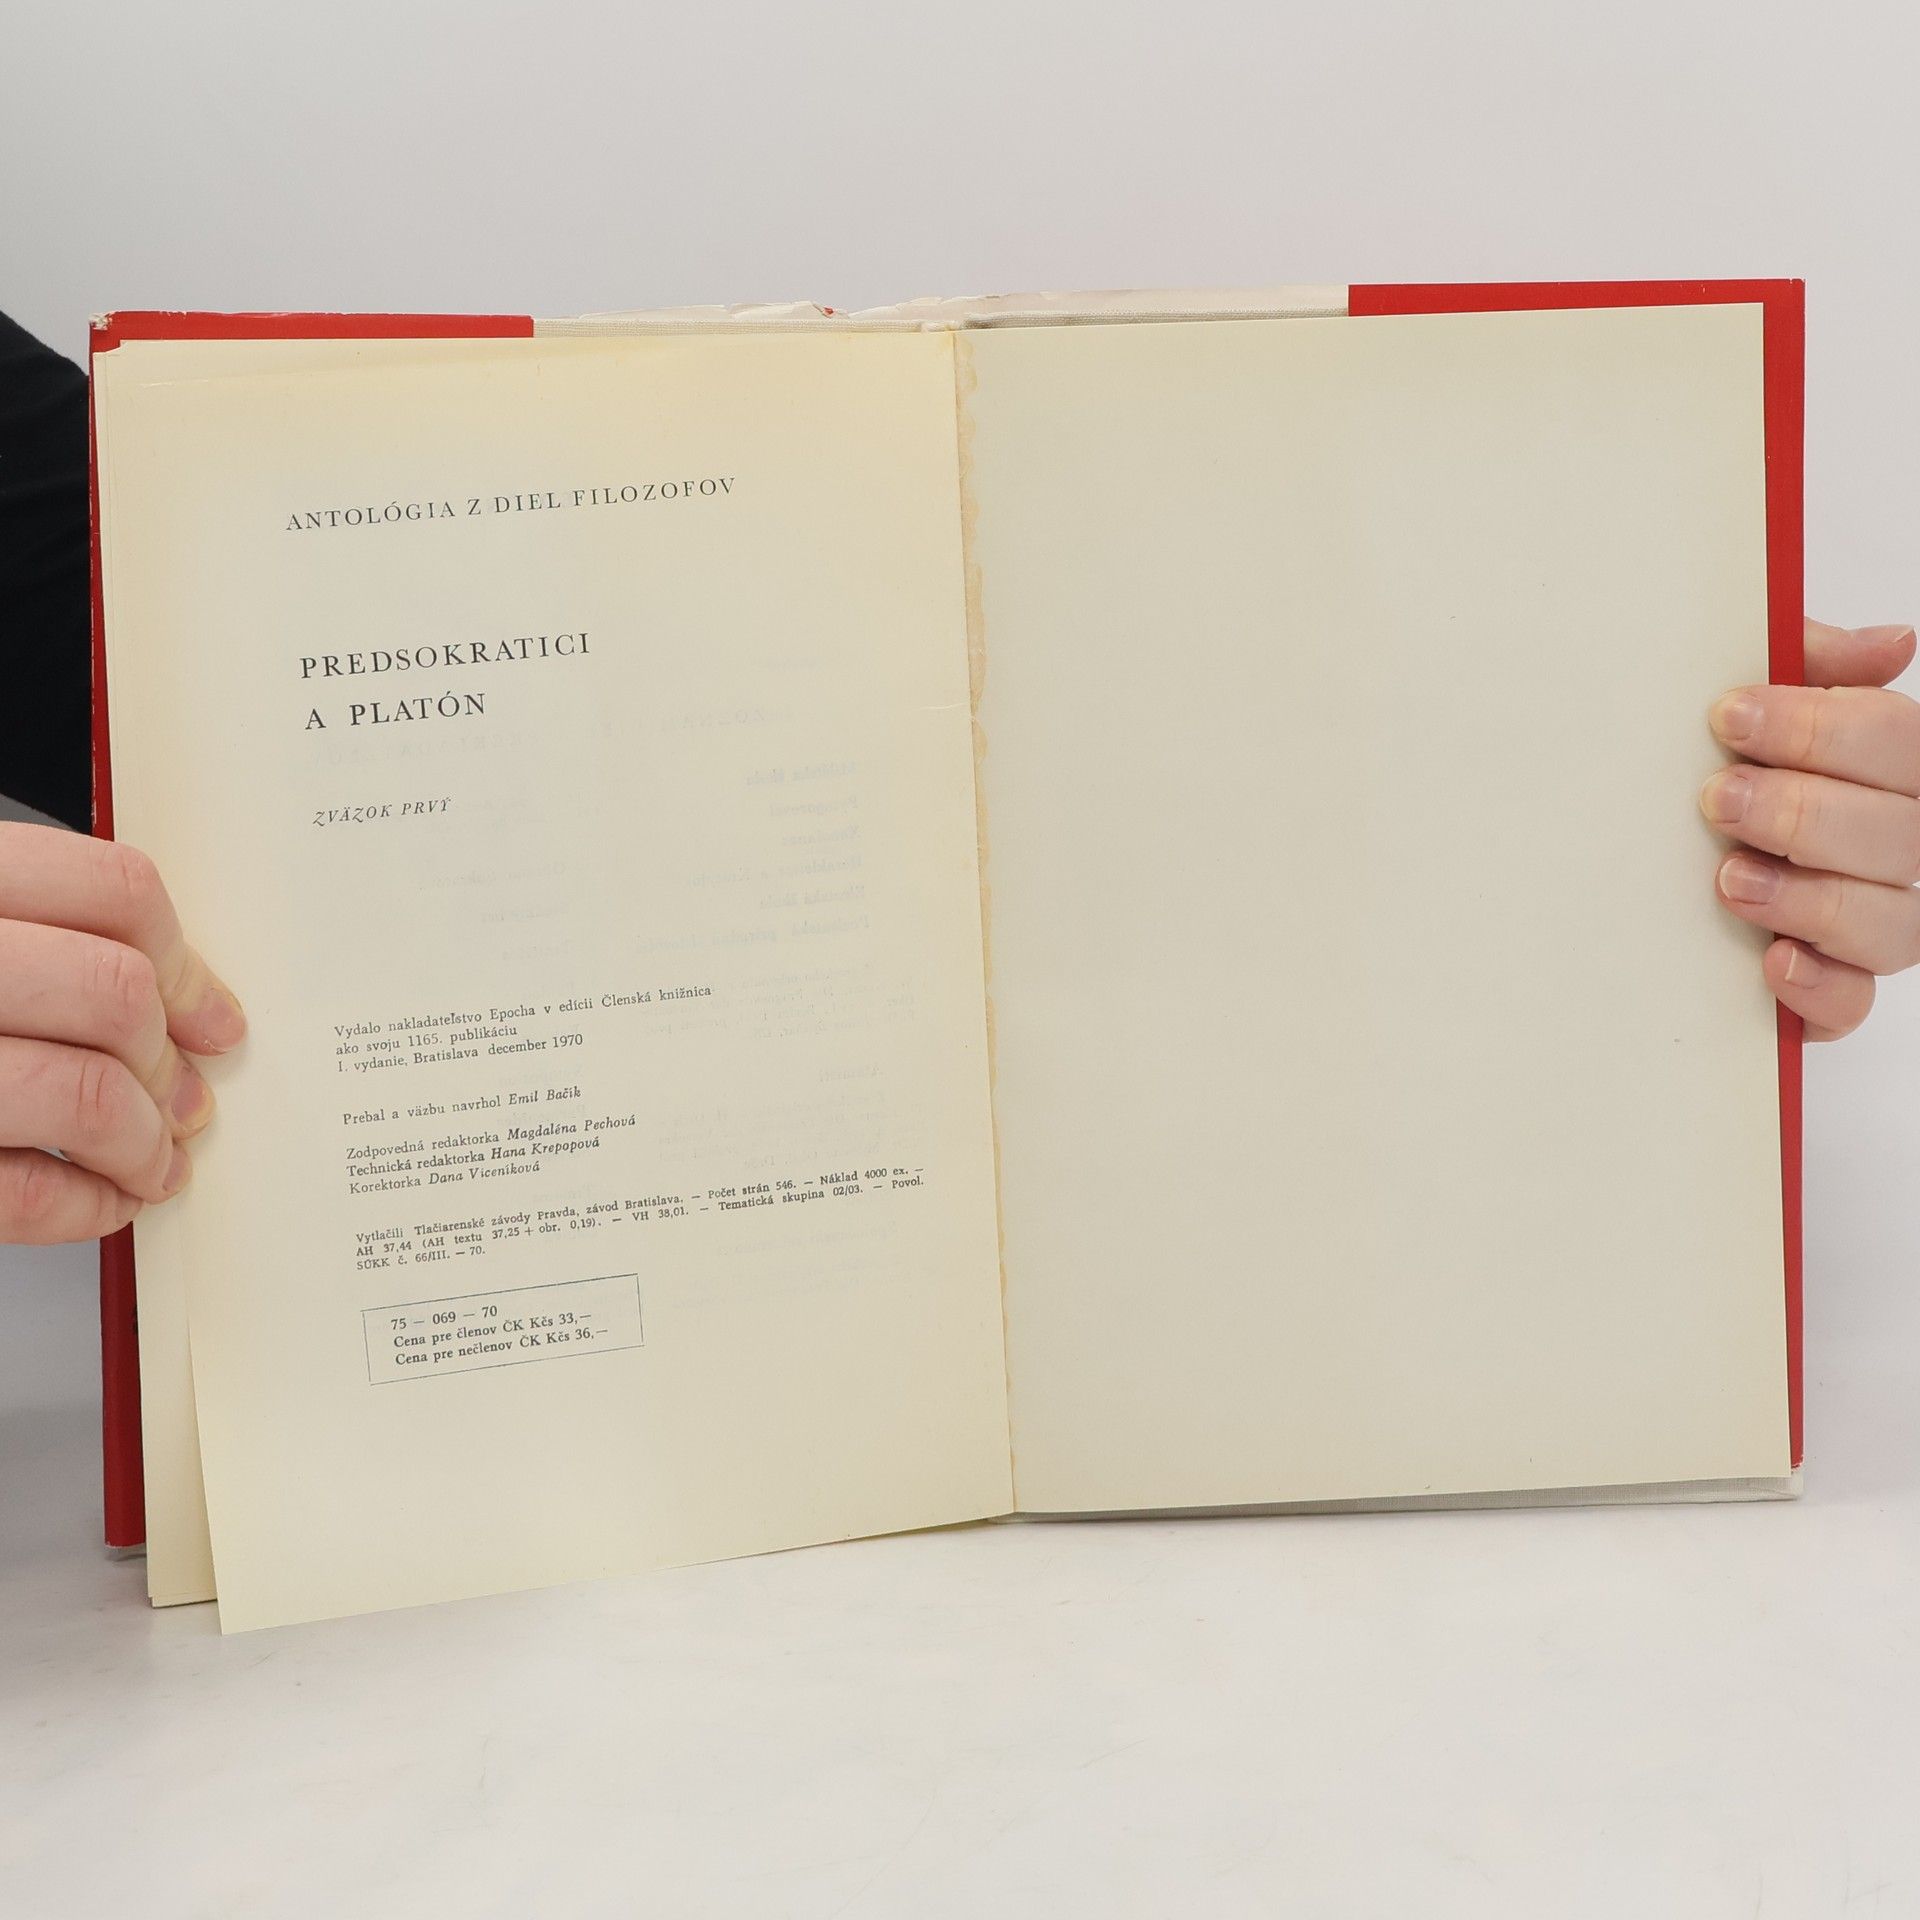 ANTOLÓGIA Z DIEL FILOZOFOV
PREDSOKRATICI
A PLATÓN
ZVÄZOK PRVÝ
Vydalo nakladateľstvo Epocha v edícii Členská knižnica
ako svoju 1165. publikáciu
I. vydanie, Bratislava december 1970
Prebal a väzbu navrhol Emil Bačík
Zodpovedná redaktorka Magdaléna Pechová
Technická redaktorka Hana Krepopová
Korektorka Dana Viceníková
Vytlačili Tlačiarenské závody Pravda, závod Bratislava. — Počet strán 546. — Náklad 4000 ex. —
AH 37,44 (AH textu 37,25 + obr. 0,19). — VH 38,01. — Tematická skupina 02/03. — Povol.
SÚKK č. 66/III. — 70.
75 — 069 — 70
Cena pre členov ČK Kčs 33,—
Cena pre nečlenov ČK Kčs 36,—